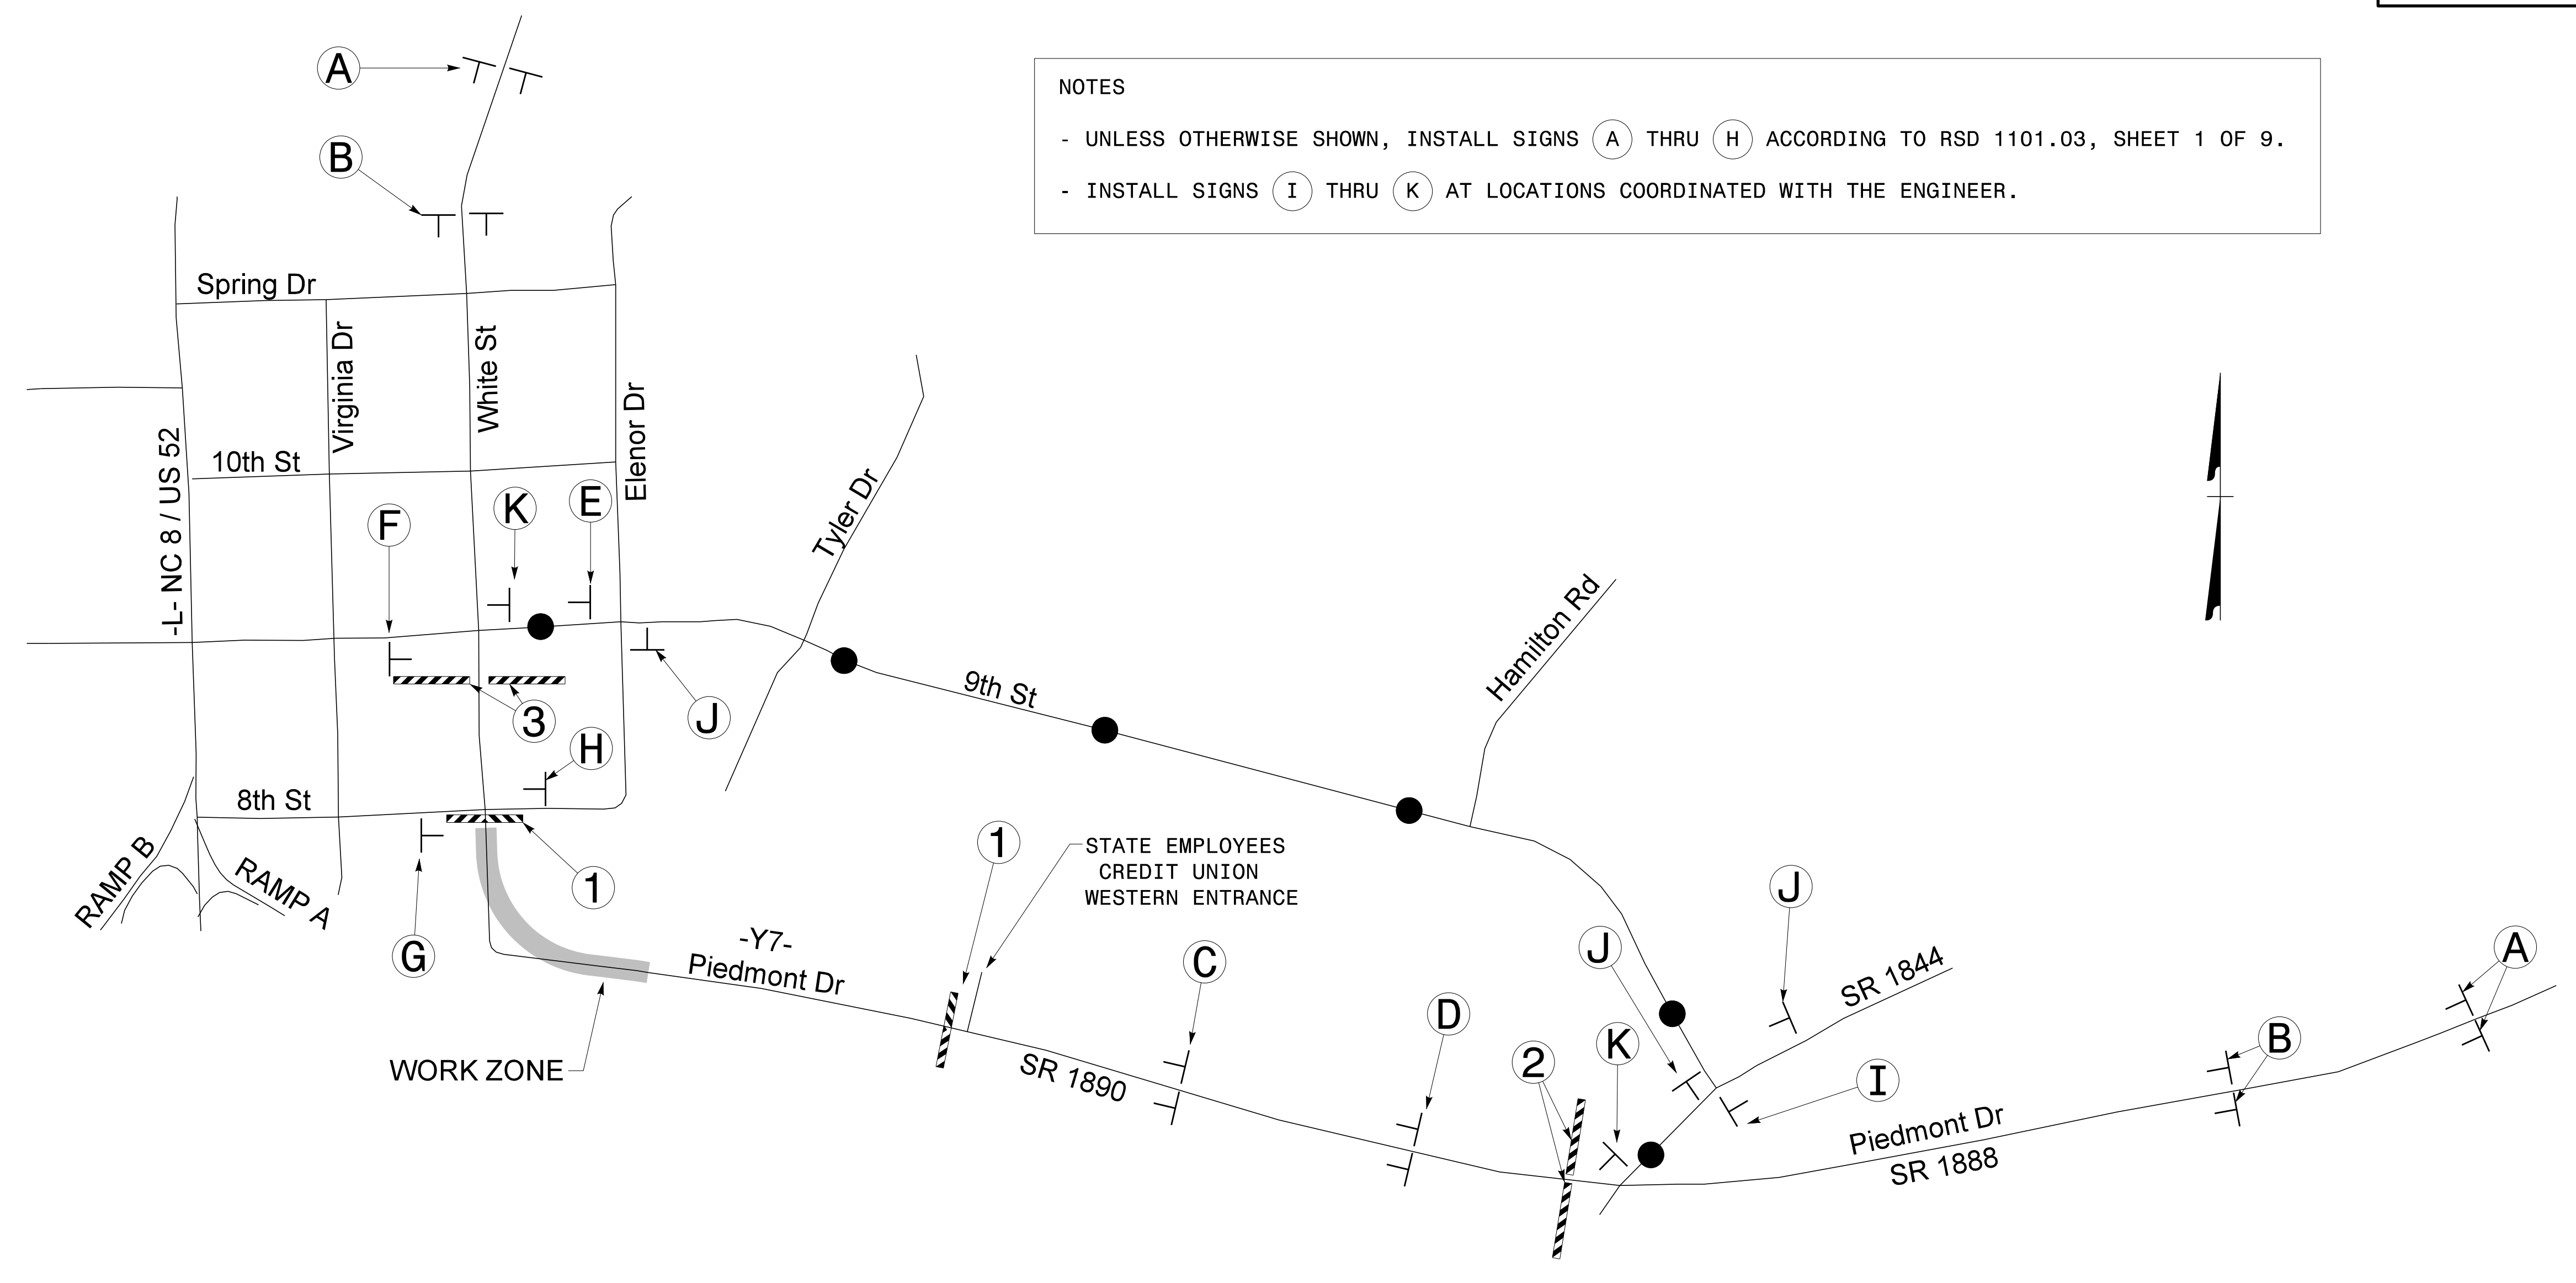 A
B
NOTES
- UNLESS OTHERWISE SHOWN, INSTALL SIGNS A THRU H ACCORDING TO RSD 1101.03, SHEET 1 OF 9.
- INSTALL SIGNS I THRU K AT LOCATIONS COORDINATED WITH THE ENGINEER.
Spring Dr
Virginia Dr
White St
Elenor Dr
-L- NC 8 / US 52
10th St
F
K
E
Tyler Dr
Hamilton Rd
9th St
3
J
H
8th St
RAMP B
RAMP A
1
G
1
STATE EMPLOYEES
CREDIT UNION
WESTERN ENTRANCE
-Y7-
Piedmont Dr
C
D
J
J
SR 1844
A
WORK ZONE
SR 1890
2
K
I
B
Piedmont Dr
SR 1888